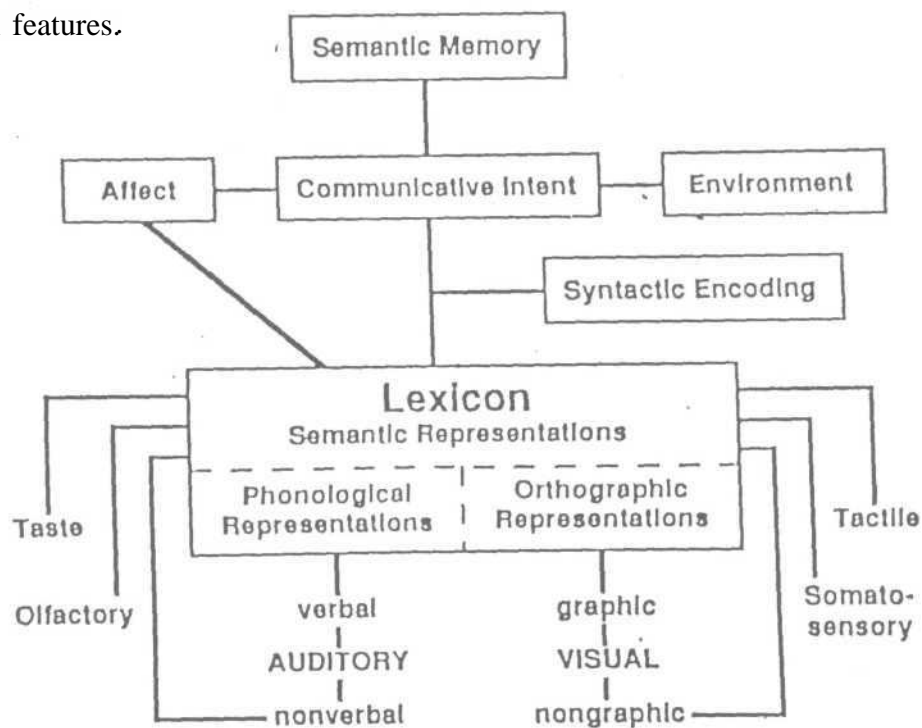 features.
Semantic Memory
Affect
Communicative Intent
Environment
Syntactic Encoding
Lexicon
Semantic Representations
Phonological
Representations
Orthographic
Representations
Taste
Tactile
Olfactory
Somato-
sensory
verbal
AUDITORY
nonverbal
graphic
VISUAL
nongraphic